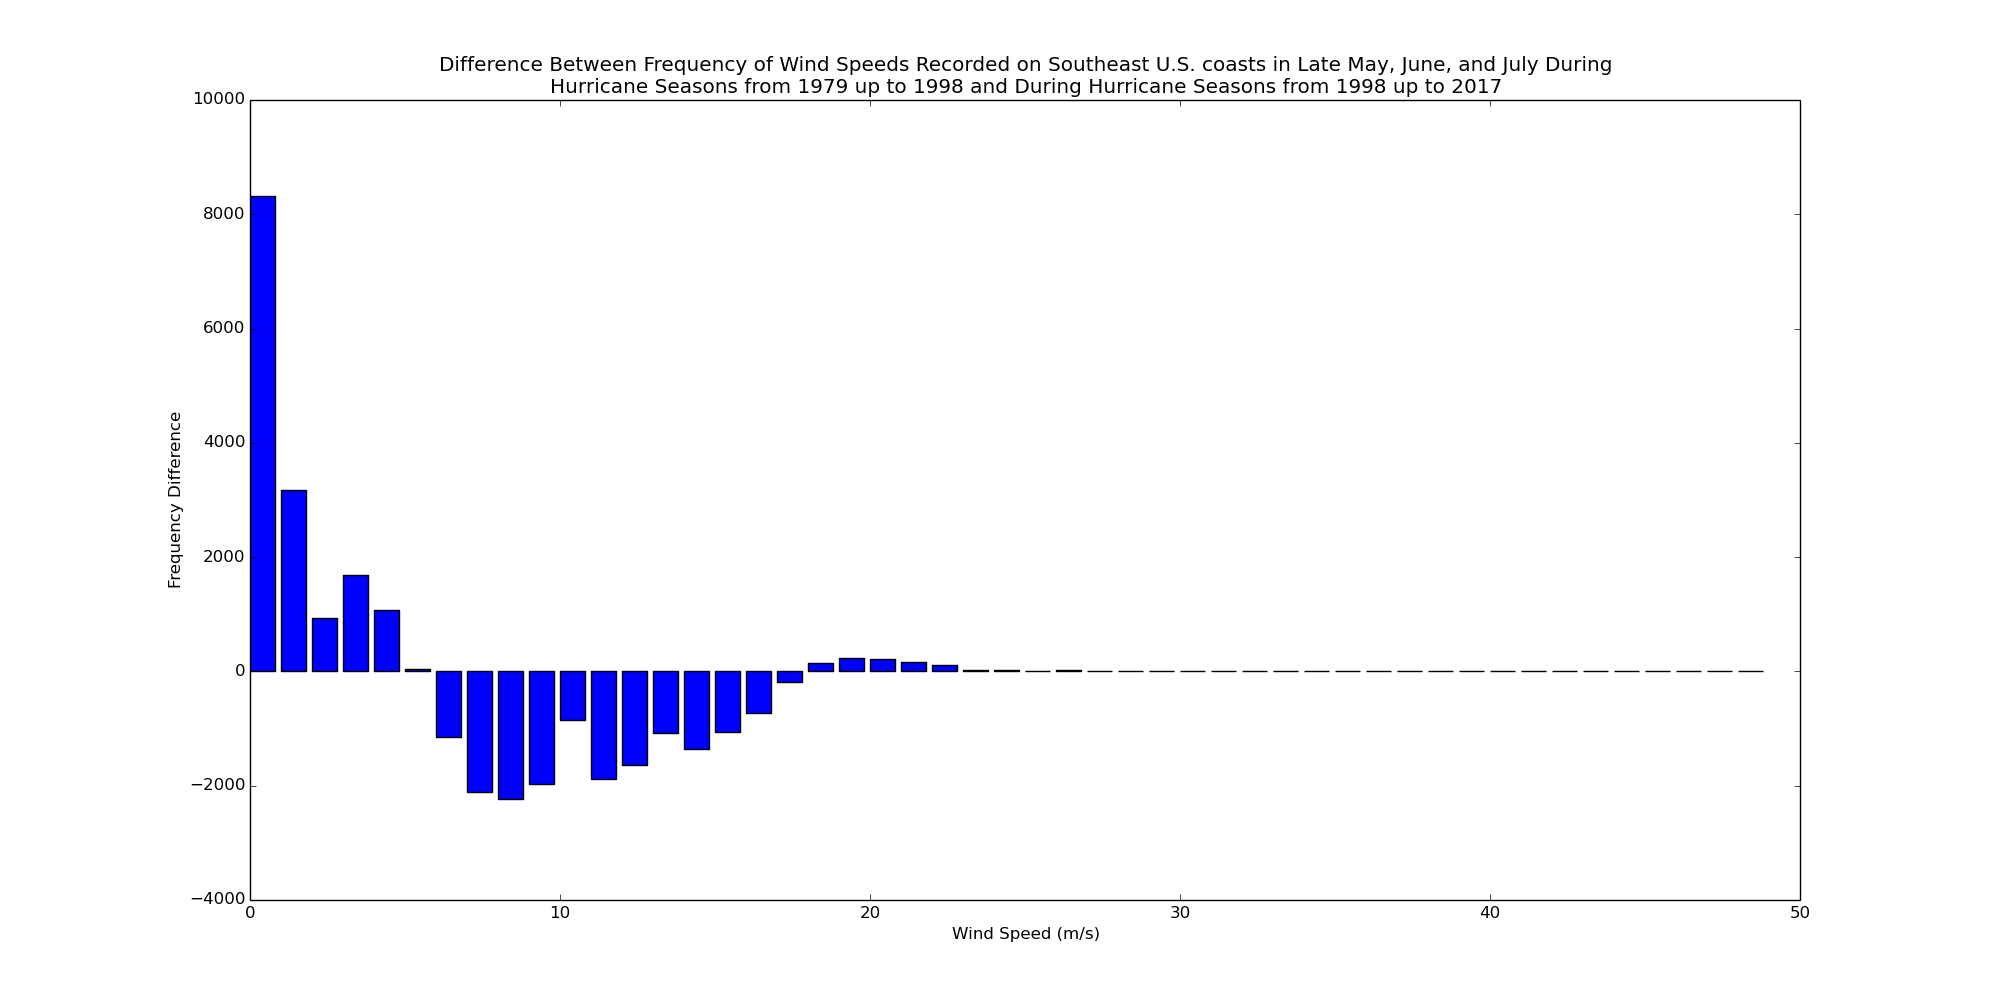 Difference Between Frequency of Wind Speeds Recorded on Southeast U.S. coasts in Late May, June, and July During
Hurricane Seasons from 1979 up to 1998 and During Hurricane Seasons from 1998 up to 2017
10000
8000
6000
4000
2000
0
−2000
−4000
Frequency Difference
0 10 20 30 40 50
Wind Speed (m/s)